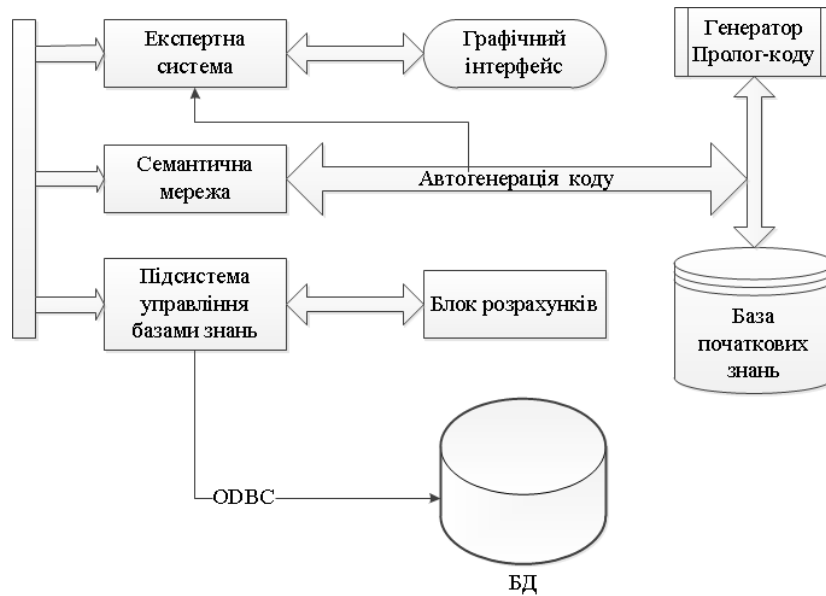 Експертна
система
Графічний
інтерфейс
Генератор
Пролог-коду
Семантична
мережа
Автогенерація коду
Підсистема
управління
базами знань
Блок розрахунків
База
початкових
знань
ODBC
БД